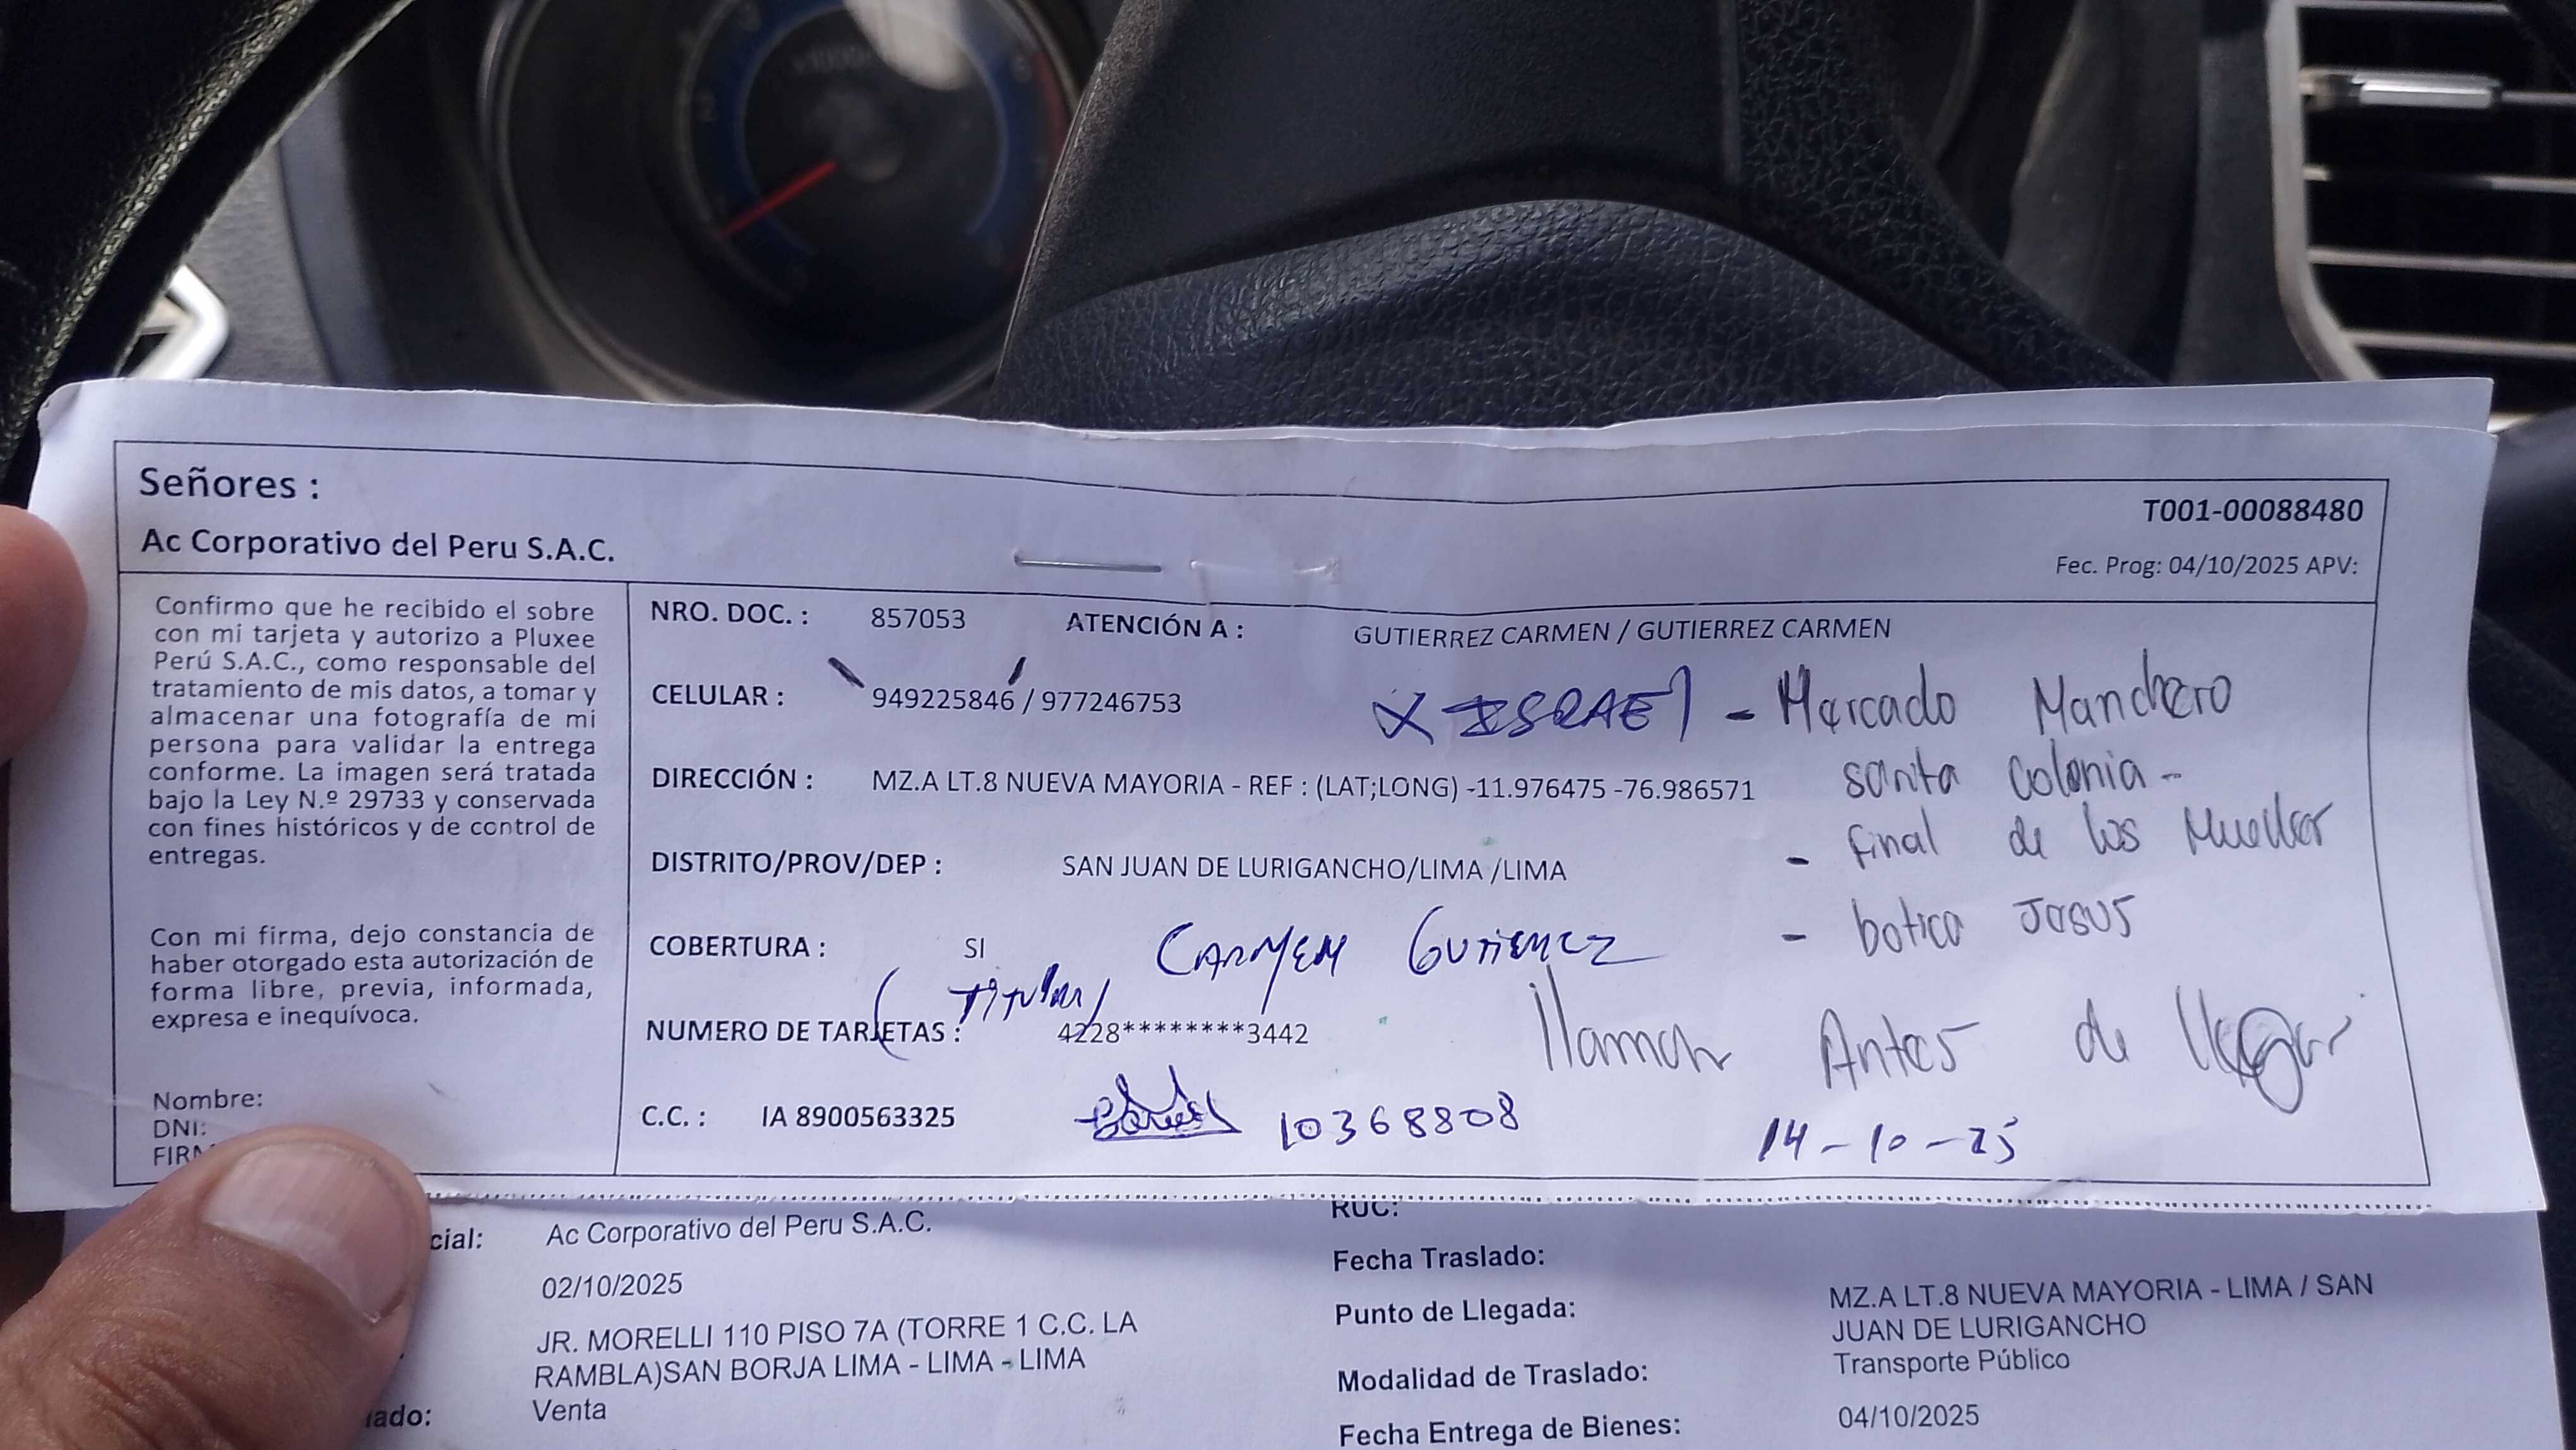 Señores :
T001-00088480
Ac Corporativo del Peru S.A.C.
Fec. Prog: 04/10/2025 APV:
Confirmo que he recibido el sobre
con mi tarjeta y autorizo a Pluxee
Perú S.A.C., como responsable del
tratamiento de mis datos, a tomar y
almacenar una fotografía de mi
persona para validar la entrega
conforme. La imagen será tratada
bajo la Ley N.º 29733 y conservada
con fines históricos y de control de
entregas.
Con mi firma, dejo constancia de
haber otorgado esta autorización de
forma libre, previa, informada,
expresa e inequívoca.
Nombre:
DNI:
FIRM
NRO. DOC. : 857053 ATENCIÓN A : GUTIERREZ CARMEN / GUTIERREZ CARMEN
CELULAR : 949225846 / 977246753
X ISRAEl - Mercado Manchero
santa Colonia -
DIRECCIÓN : MZ.A LT.8 NUEVA MAYORIA - REF : (LAT;LONG) -11.976475 -76.986571
- final de los
DISTRITO/PROV/DEP : SAN JUAN DE LURIGANCHO/LIMA /LIMA
- botica Jesus
COBERTURA : SI
CARMEN GUTIERREZ
(Titular)
NUMERO DE TARJETAS : 4228********3442
llamar Antes de llegar
C.C. : IA 8900563325
10368808
14-10-25
cial: Ac Corporativo del Peru S.A.C.
02/10/2025
JR. MORELLI 110 PISO 7A (TORRE 1 C.C. LA
RAMBLA)SAN BORJA LIMA - LIMA - LIMA
lado: Venta
RUC:
Fecha Traslado:
Punto de Llegada: MZ.A LT.8 NUEVA MAYORIA - LIMA / SAN
JUAN DE LURIGANCHO
Modalidad de Traslado: Transporte Público
Fecha Entrega de Bienes: 04/10/2025